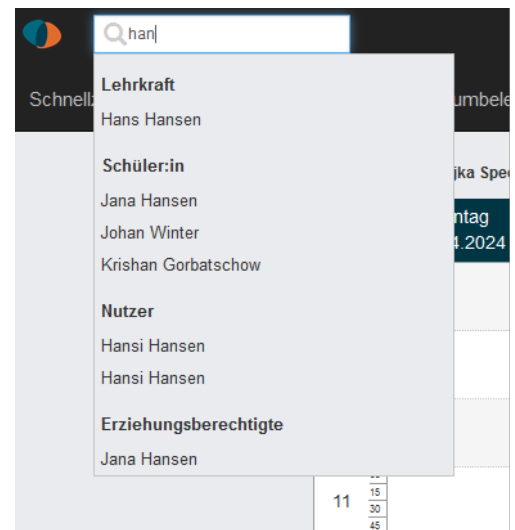 han
Schnell
Lehrkraft
Hans Hansen
Schüler:in
Jana Hansen
Johan Winter
Krishan Gorbatschow
Nutzer
Hansi Hansen
Hansi Hansen
Erziehungsberechtigte
Jana Hansen
umbele
jka Spe
ntag
.2024
11
15
30
45